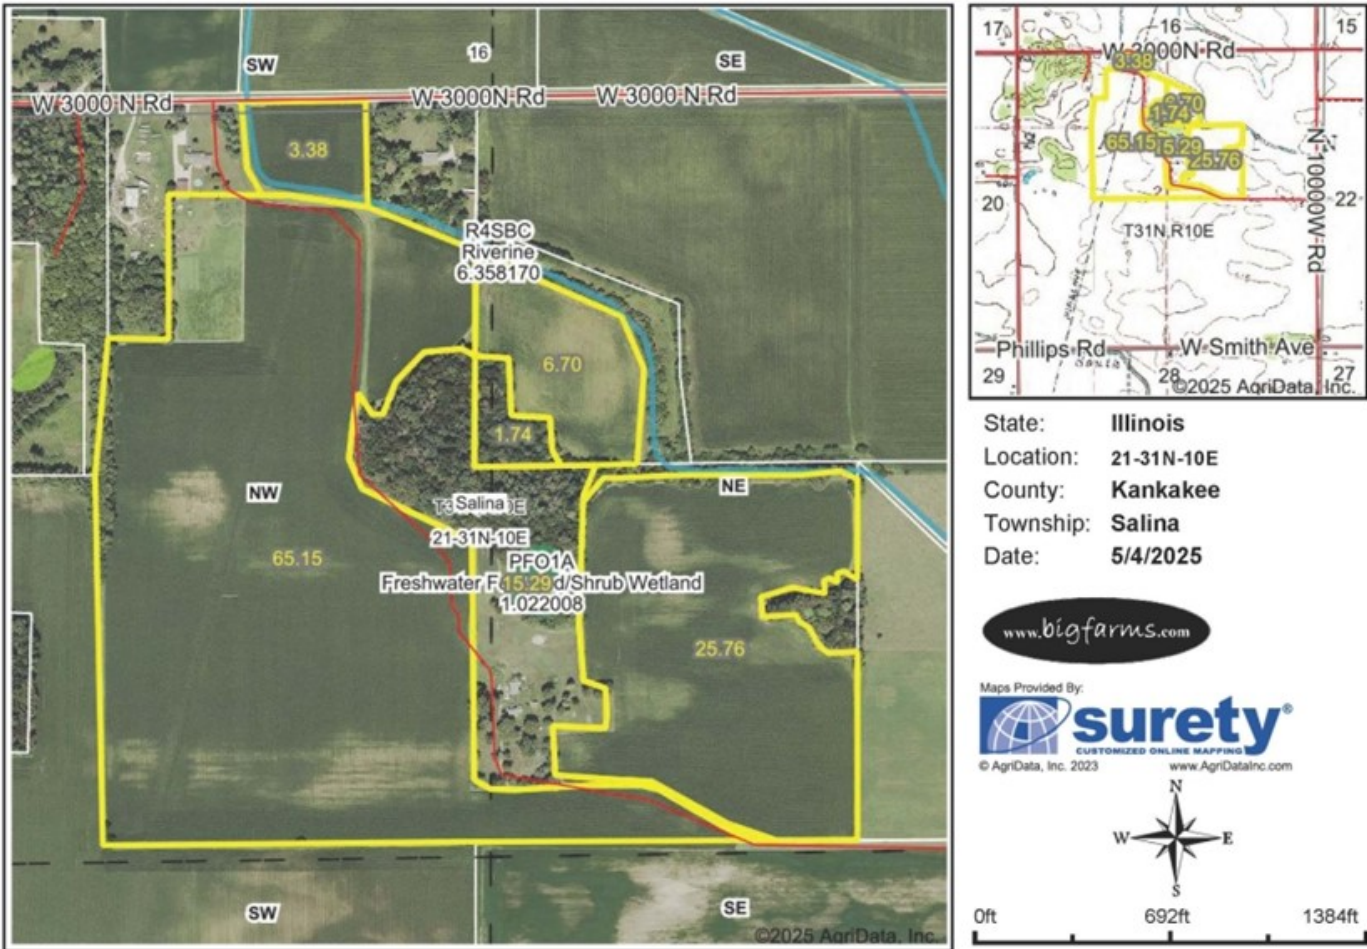 SW
16
SE
W 3000 N Rd
W 3000N Rd
W 3000 N Rd
3.38
R4SBC
Riverine
6.358170
6.70
1.74
NW
NE
Salina
21-31N-10E
65.15
PFO1A
Freshwater F 15.29 d/Shrub Wetland
1.022008
25.76
SW
SE
©2025 AgriData, Inc.
17
16
15
W 3000N Rd
3.38
6.70
1.74
65.15
15.29
25.76
N 10000W Rd
20
22
T31N R10E
Phillips Rd
W Smith Ave
29
28
27
©2025 AgriData, Inc.
State: Illinois
Location: 21-31N-10E
County: Kankakee
Township: Salina
Date: 5/4/2025
www.bigfarms.com
Maps Provided By:
surety®
CUSTOMIZED ONLINE MAPPING
© AgriData, Inc. 2023
www.AgriDataInc.com
N
W
E
S
0ft
692ft
1384ft